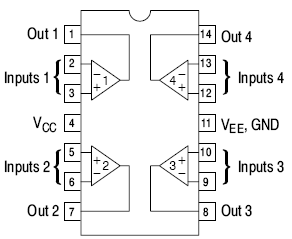 Out 1 1 14 Out 4
Inputs 1 2 − + 1 4 − + 13 Inputs 4
3 12
VCC 4 11 VEE, GND
Inputs 2 5 − + 2 3 + − 10 Inputs 3
6 9
Out 2 7 8 Out 3